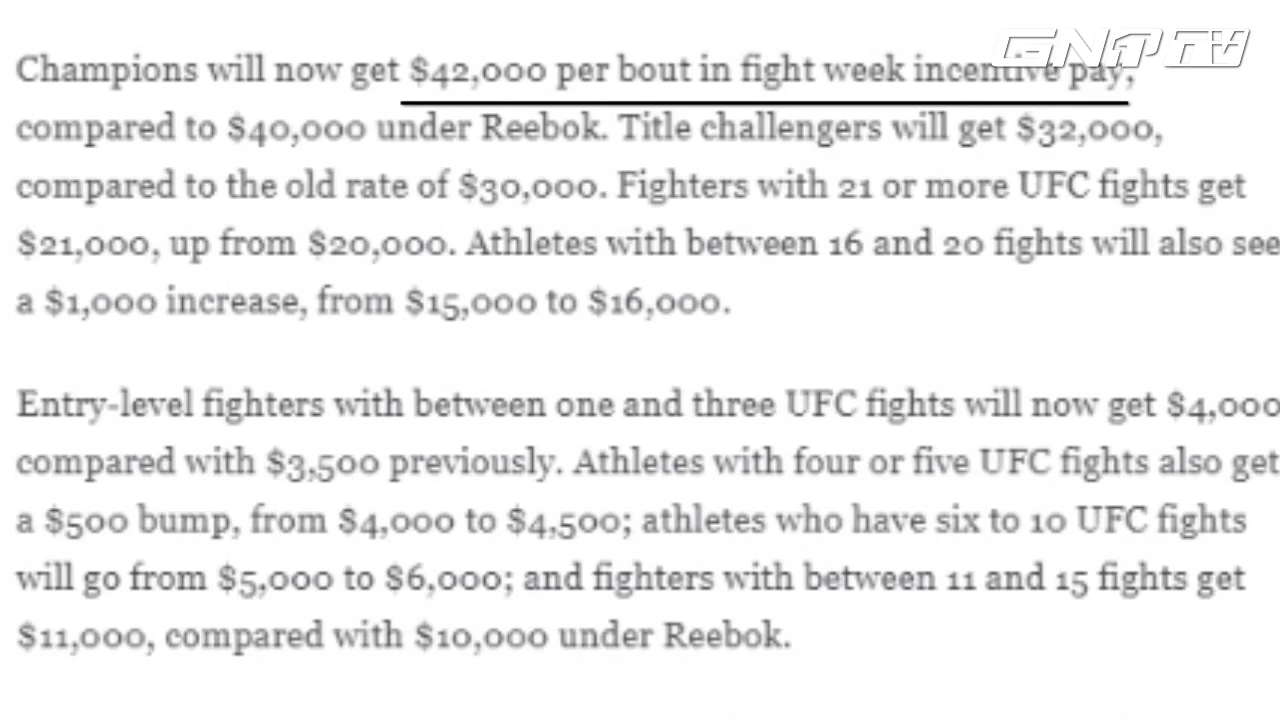 GNP TV
Champions will now get $42,000 per bout in fight week incentive pay,
compared to $40,000 under Reebok. Title challengers will get $32,000,
compared to the old rate of $30,000. Fighters with 21 or more UFC fights get
$21,000, up from $20,000. Athletes with between 16 and 20 fights will also see
a $1,000 increase, from $15,000 to $16,000.
Entry-level fighters with between one and three UFC fights will now get $4,000
compared with $3,500 previously. Athletes with four or five UFC fights also get
a $500 bump, from $4,000 to $4,500; athletes who have six to 10 UFC fights
will go from $5,000 to $6,000; and fighters with between 11 and 15 fights get
$11,000, compared with $10,000 under Reebok.